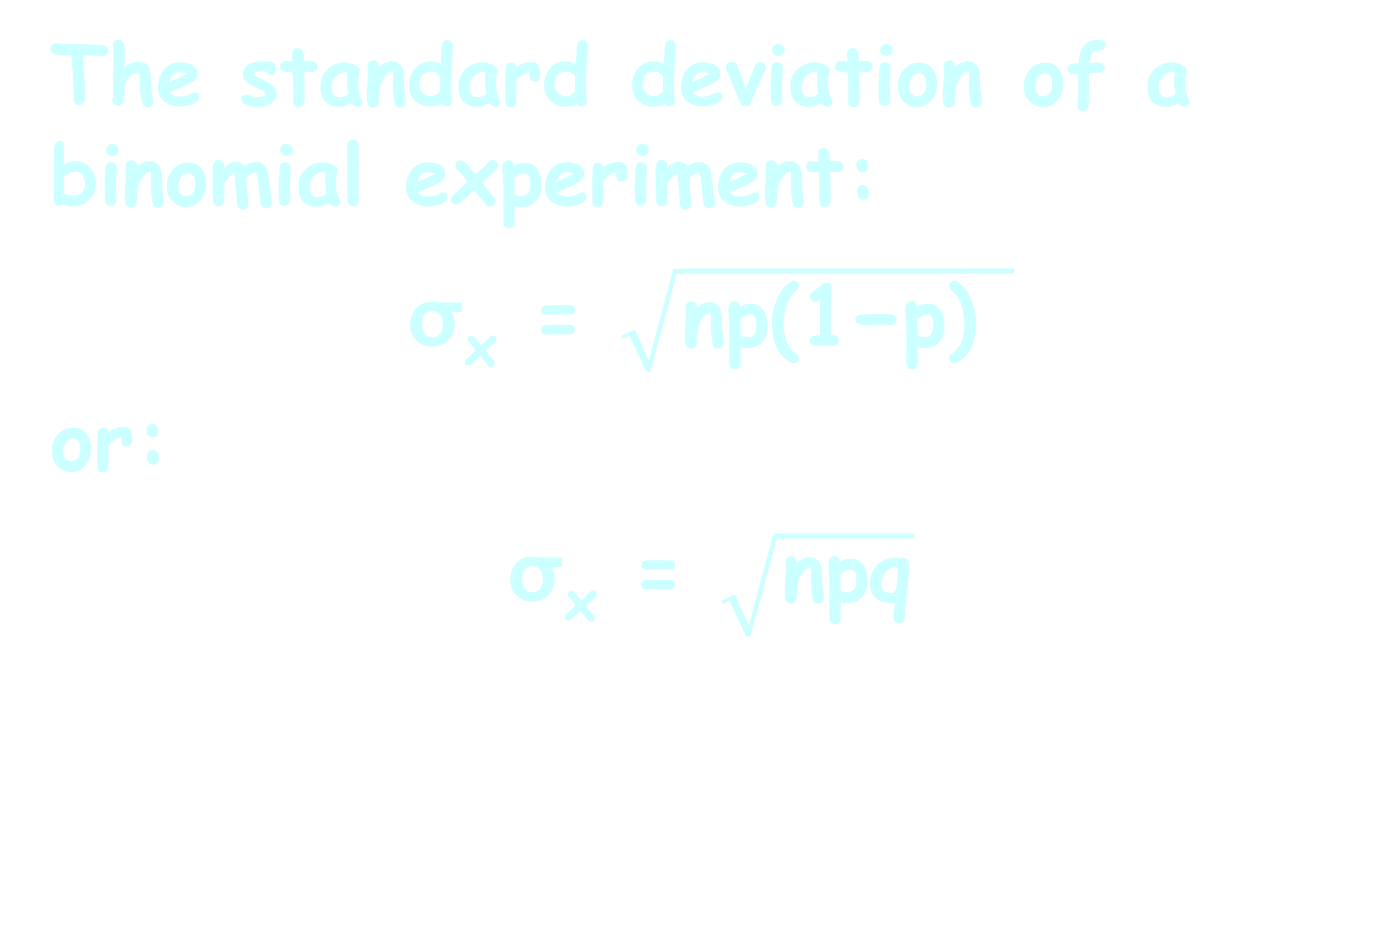 The standard deviation of a
binomial experiment:
σₓ = √np(1−p)
or:
σₓ = √npq